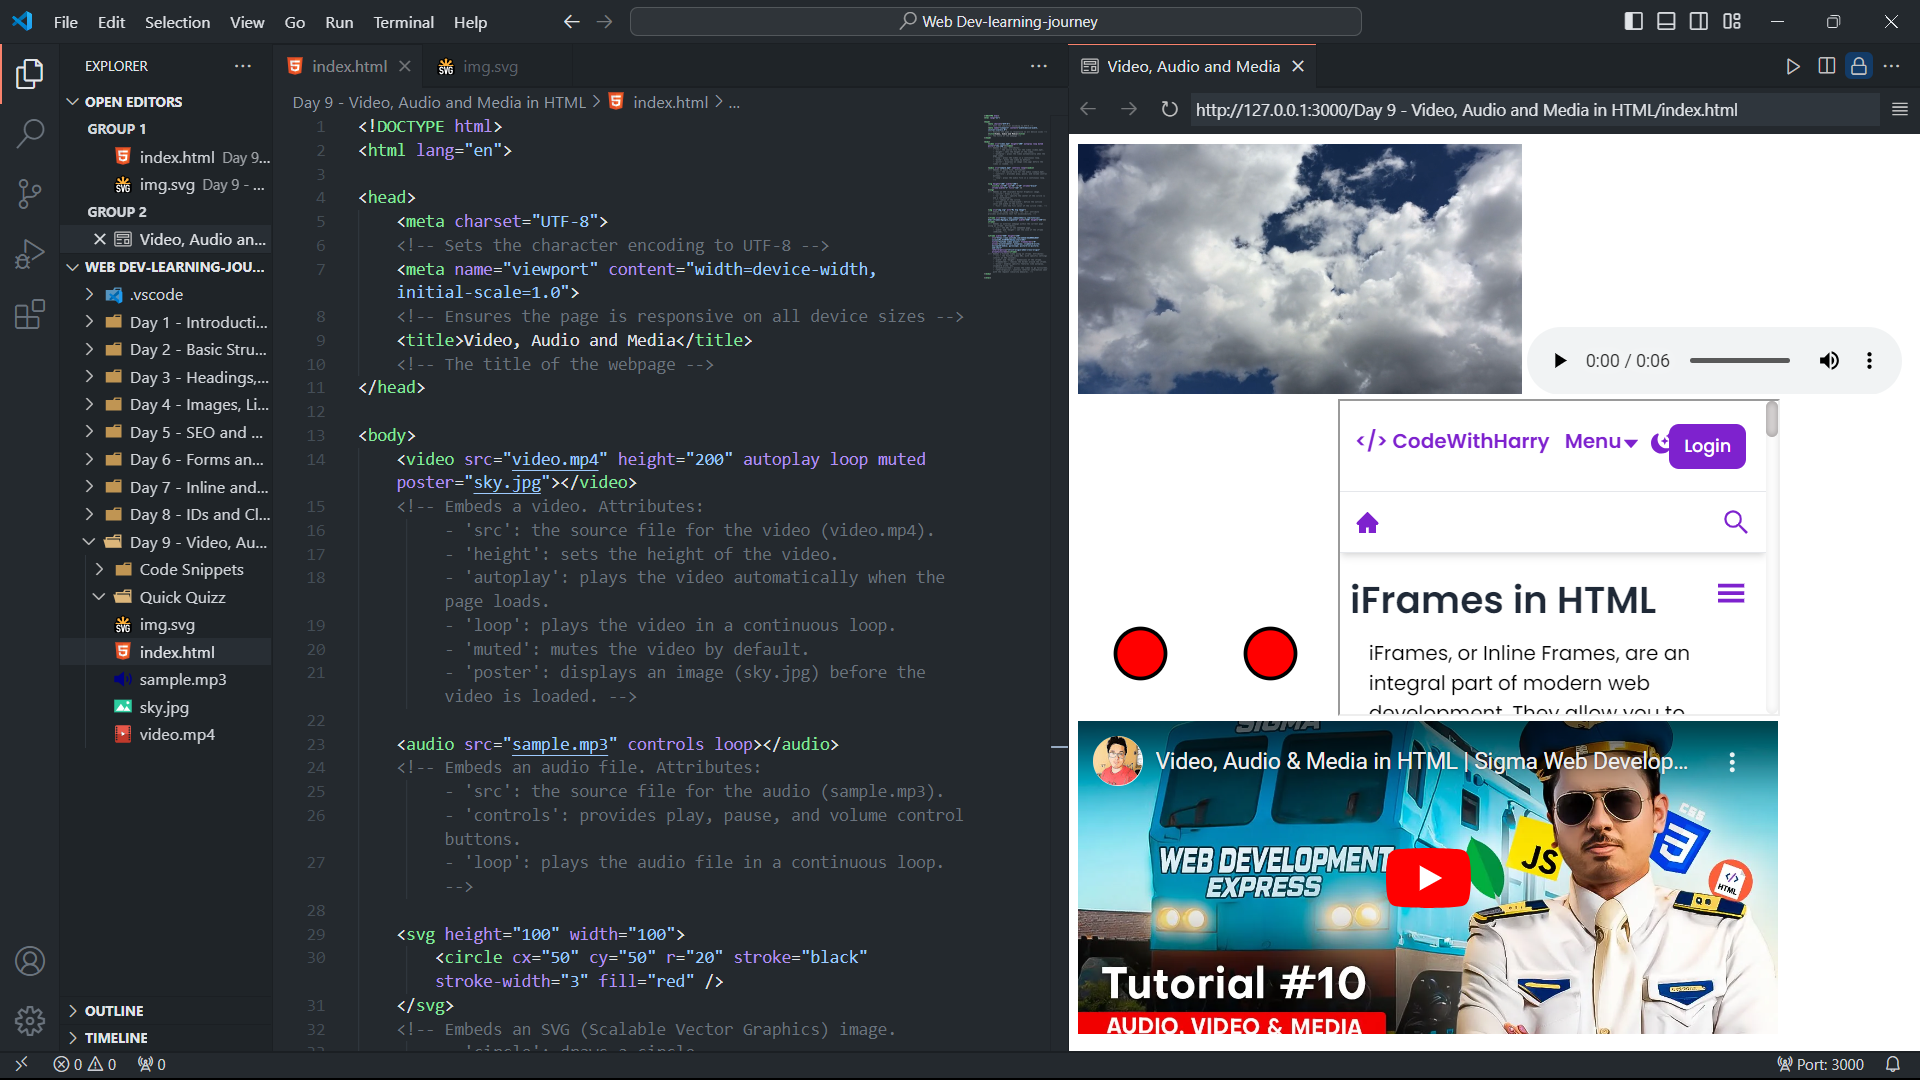 File Edit Selection View Go Run Terminal Help
Web Dev-learning-journey
EXPLORER
OPEN EDITORS
GROUP 1
index.html Day 9...
img.svg Day 9 - ...
GROUP 2
Video, Audio an...
WEB DEV-LEARNING-JOU...
.vscode
Day 1 - Introducti...
Day 2 - Basic Stru...
Day 3 - Headings,...
Day 4 - Images, Li...
Day 5 - SEO and ...
Day 6 - Forms an...
Day 7 - Inline and...
Day 8 - IDs and Cl...
Day 9 - Video, Au...
Code Snippets
Quick Quizz
img.svg
index.html
sample.mp3
sky.jpg
video.mp4
OUTLINE
TIMELINE
index.html
img.svg
Day 9 - Video, Audio and Media in HTML > index.html > ...
1 <!DOCTYPE html>
2 <html lang="en">
3
4 <head>
5 <meta charset="UTF-8">
6 <!-- Sets the character encoding to UTF-8 -->
7 <meta name="viewport" content="width=device-width,
initial-scale=1.0">
8 <!-- Ensures the page is responsive on all device sizes -->
9 <title>Video, Audio and Media</title>
10 <!-- The title of the webpage -->
11 </head>
12
13 <body>
14 <video src="video.mp4" height="200" autoplay loop muted
poster="sky.jpg"></video>
15 <!-- Embeds a video. Attributes:
16 - 'src': the source file for the video (video.mp4).
17 - 'height': sets the height of the video.
18 - 'autoplay': plays the video automatically when the
page loads.
19 - 'loop': plays the video in a continuous loop.
20 - 'muted': mutes the video by default.
21 - 'poster': displays an image (sky.jpg) before the
video is loaded. -->
22
23 <audio src="sample.mp3" controls loop></audio>
24 <!-- Embeds an audio file. Attributes:
25 - 'src': the source file for the audio (sample.mp3).
26 - 'controls': provides play, pause, and volume control
buttons.
27 - 'loop': plays the audio file in a continuous loop.
-->
28
29 <svg height="100" width="100">
30 <circle cx="50" cy="50" r="20" stroke="black"
stroke-width="3" fill="red" />
31 </svg>
32 <!-- Embeds an SVG (Scalable Vector Graphics) image.
Video, Audio and Media
http://127.0.0.1:3000/Day 9 - Video, Audio and Media in HTML/index.html
0:00 / 0:06
</> CodeWithHarry Menu Login
iFrames in HTML
iFrames, or Inline Frames, are an
integral part of modern web
development. They allow you to
SIGMA
Video, Audio & Media in HTML | Sigma Web Develop...
WEB DEVELOPMENT
EXPRESS
JS
CSS
</>
HTML
Tutorial #10
AUDIO, VIDEO & MEDIA
0 0 0
Port: 3000